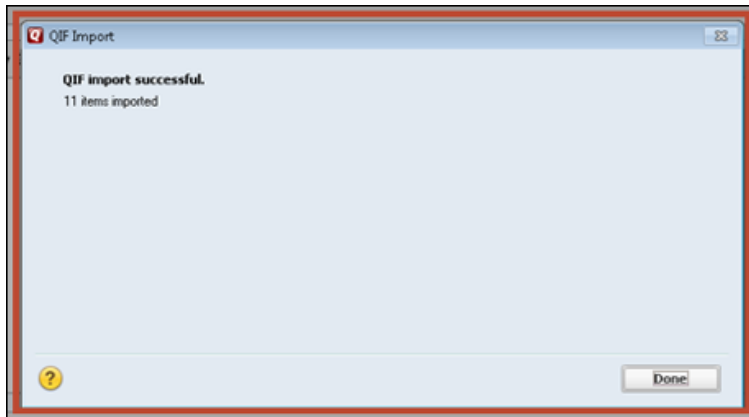 QIF Import
QIF import successful.
11 items imported
?
Done